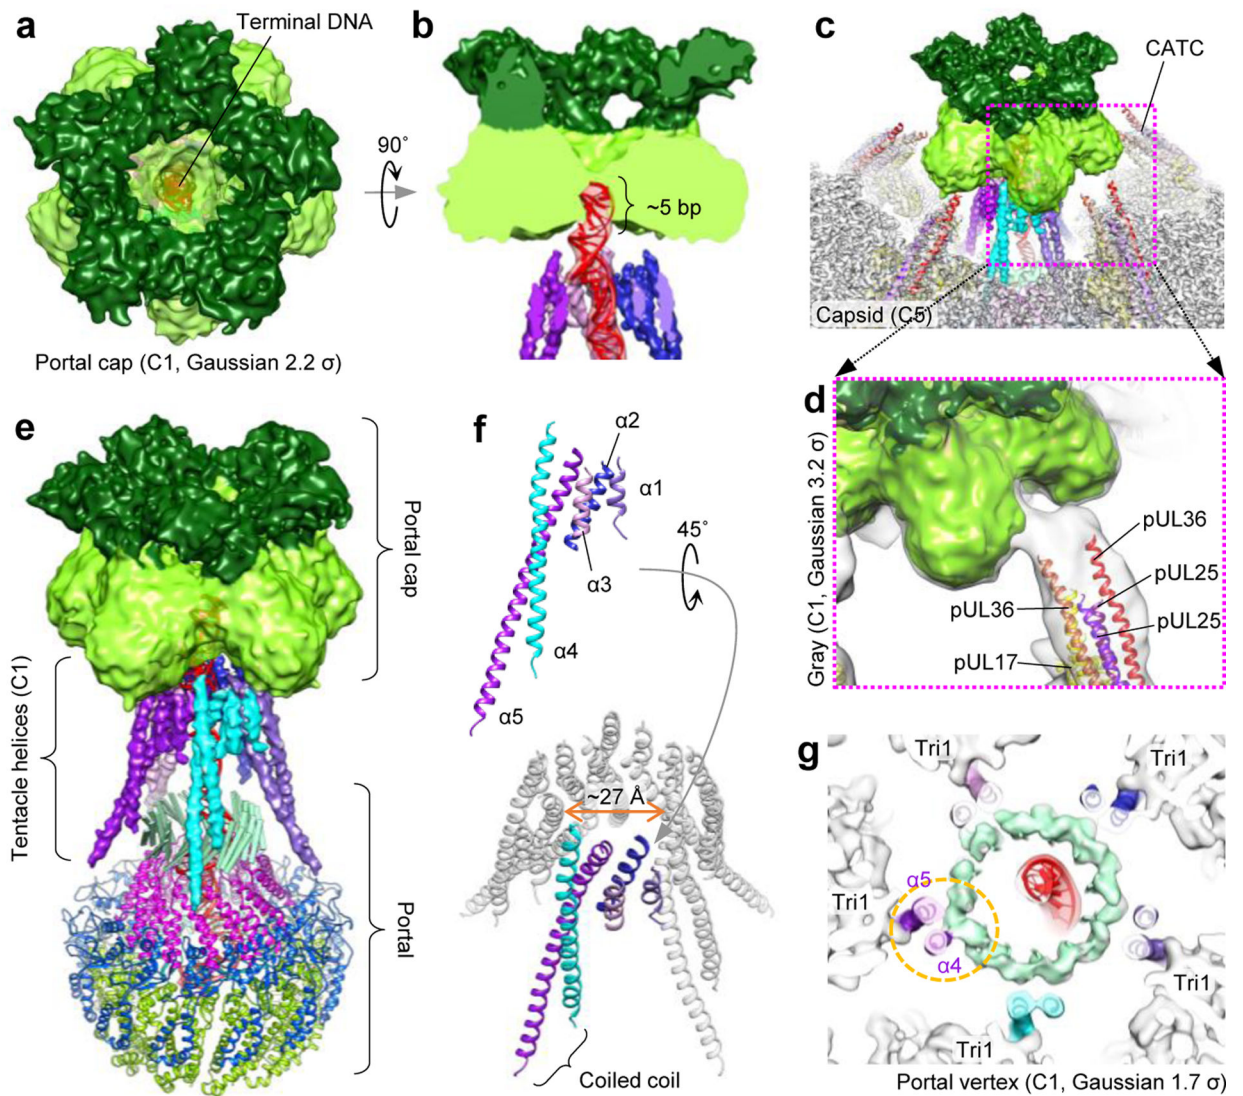 a
Terminal DNA
90°
Portal cap (C1, Gaussian 2.2 σ)
b
~5 bp
c
CATC
Capsid (C5)
d
Gray (C1, Gaussian 3.2 σ)
pUL36
pUL25
pUL36
pUL25
pUL17
e
Portal cap
Tentacle helices (C1)
Portal
f
α2
α1
α3
α4
α5
45°
~27 Å
Coiled coil
g
Tri1
Tri1
α5
Tri1
α4
Tri1
Tri1
Portal vertex (C1, Gaussian 1.7 σ)